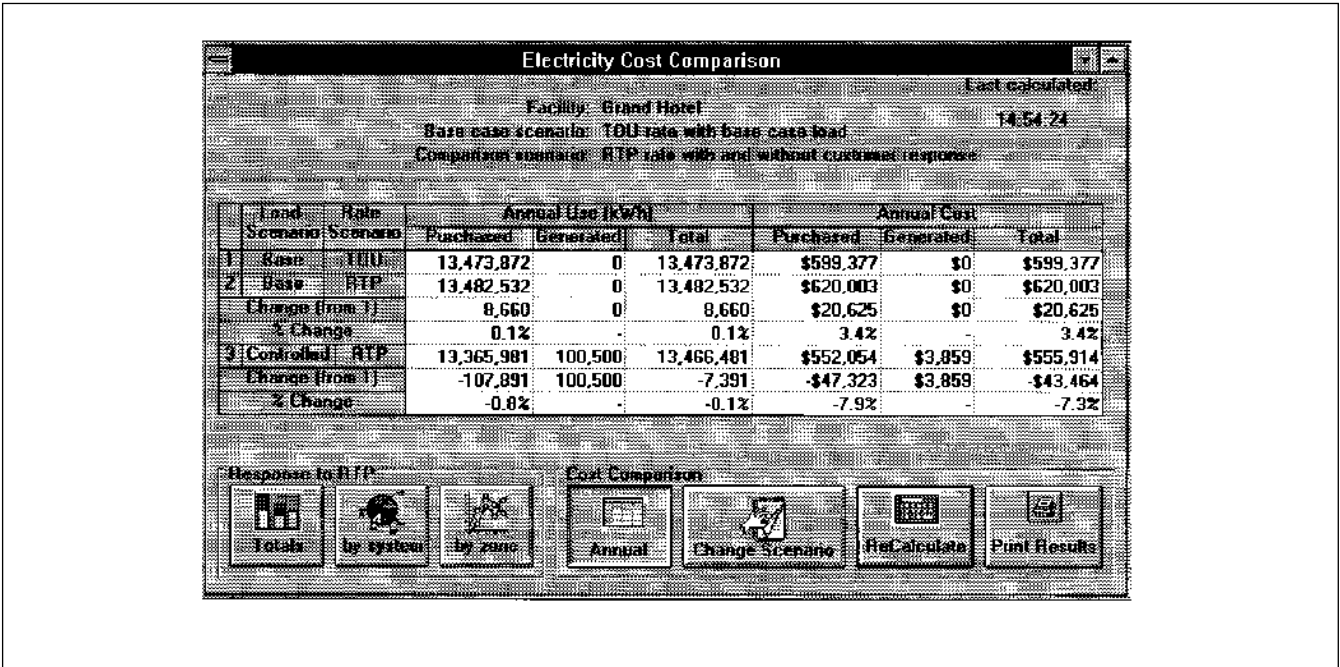 Electricity Cost Comparison
Last calculated:
Facility: Grand Hotel
14:54:24
Base case scenario: TOU rate with base case load
Comparison scenario: RTP rate with and without customer response
Load Rate Annual Use (kWh) Annual Cost
Scenario Scenario Purchased Generated Total Purchased Generated Total
1 Base TOU 13,473,872 0 13,473,872 $599,377 $0 $599,377
2 Base RTP 13,482,532 0 13,482,532 $620,003 $0 $620,003
Change (from 1) 8,660 0 8,660 $20,625 $0 $20,625
% Change 0.1% - 0.1% 3.4% - 3.4%
3 Controlled RTP 13,365,981 100,500 13,466,481 $552,054 $3,859 $555,914
Change (from 1) -107,891 100,500 -7,391 -$47,323 $3,859 -$43,464
% Change -0.8% - -0.1% -7.9% - -7.3%
Response to RTP Cost Comparison
Totals by system by zone Annual Change Scenario ReCalculate Print Results